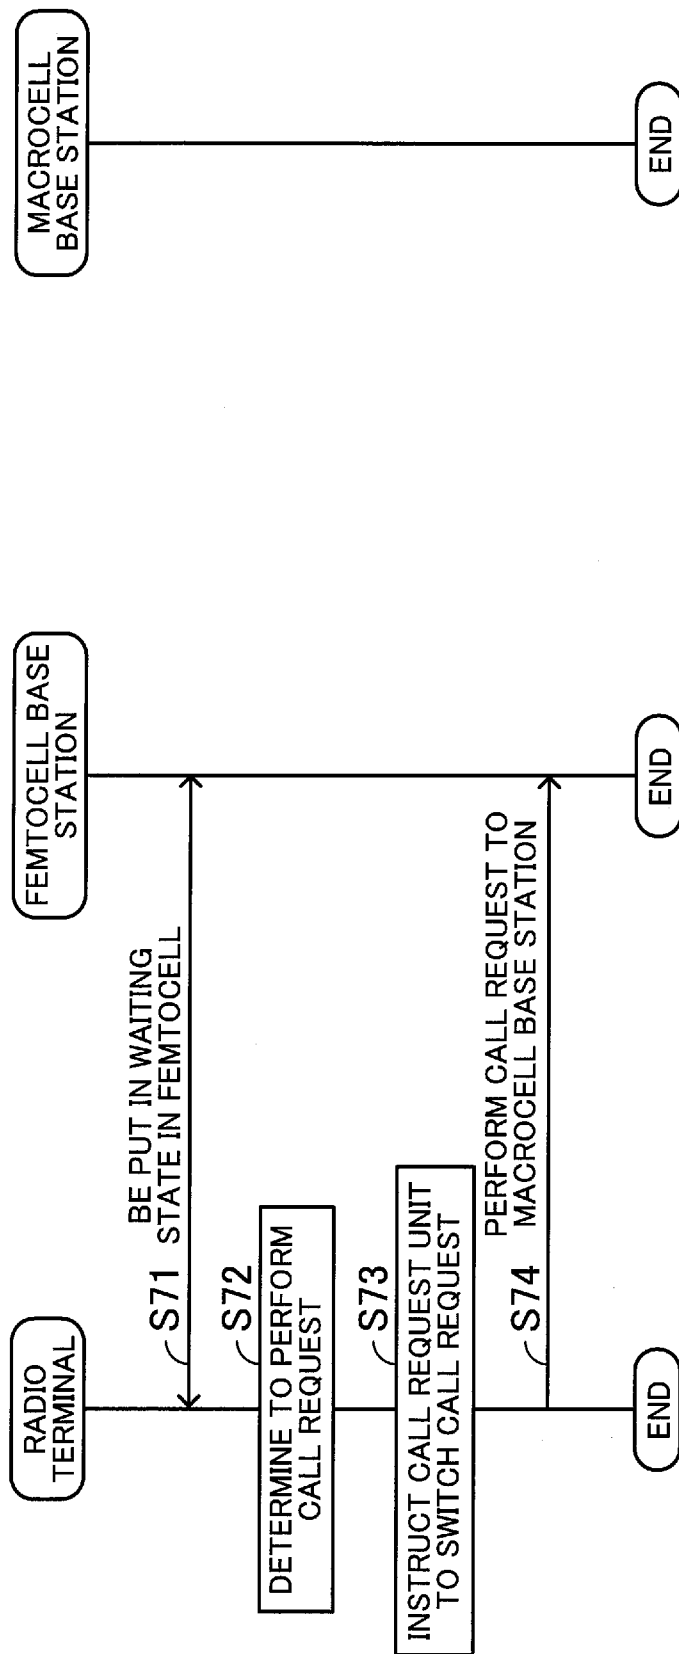 RADIO
TERMINAL
FEMTOCELL BASE
STATION
MACROCELL
BASE STATION
S71
BE PUT IN WAITING
STATE IN FEMTOCELL
S72
DETERMINE TO PERFORM
CALL REQUEST
S73
INSTRUCT CALL REQUEST UNIT
TO SWITCH CALL REQUEST
S74
PERFORM CALL REQUEST TO
MACROCELL BASE STATION
END
END
END